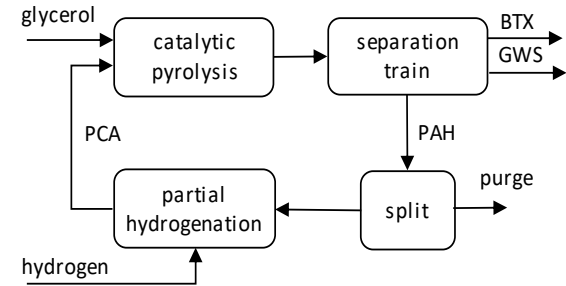 glycerol
catalytic
pyrolysis
separation
train
BTX
GWS
PCA
PAH
partial
hydrogenation
split
purge
hydrogen